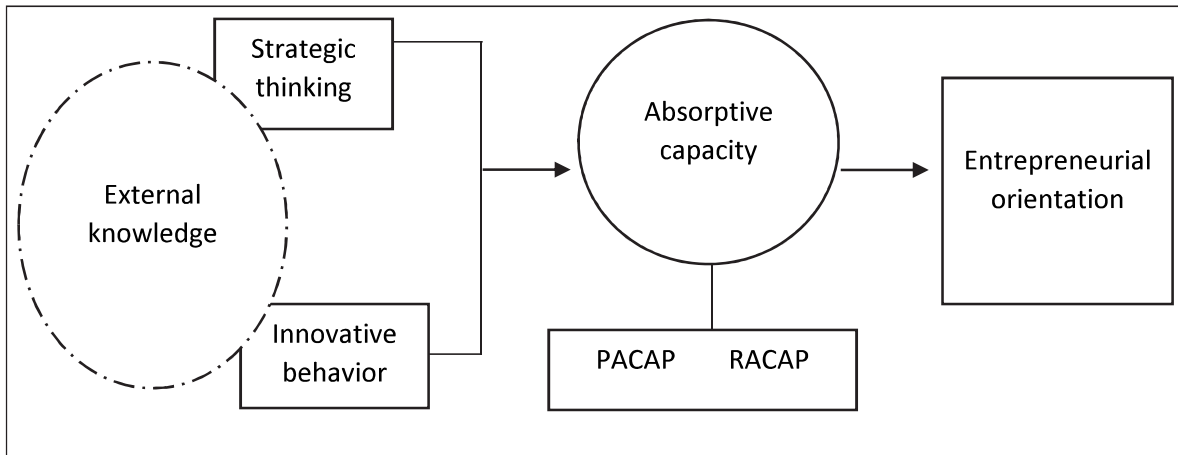 Strategic
thinking
External
knowledge
Innovative
behavior
Absorptive
capacity
PACAP RACAP
Entrepreneurial
orientation